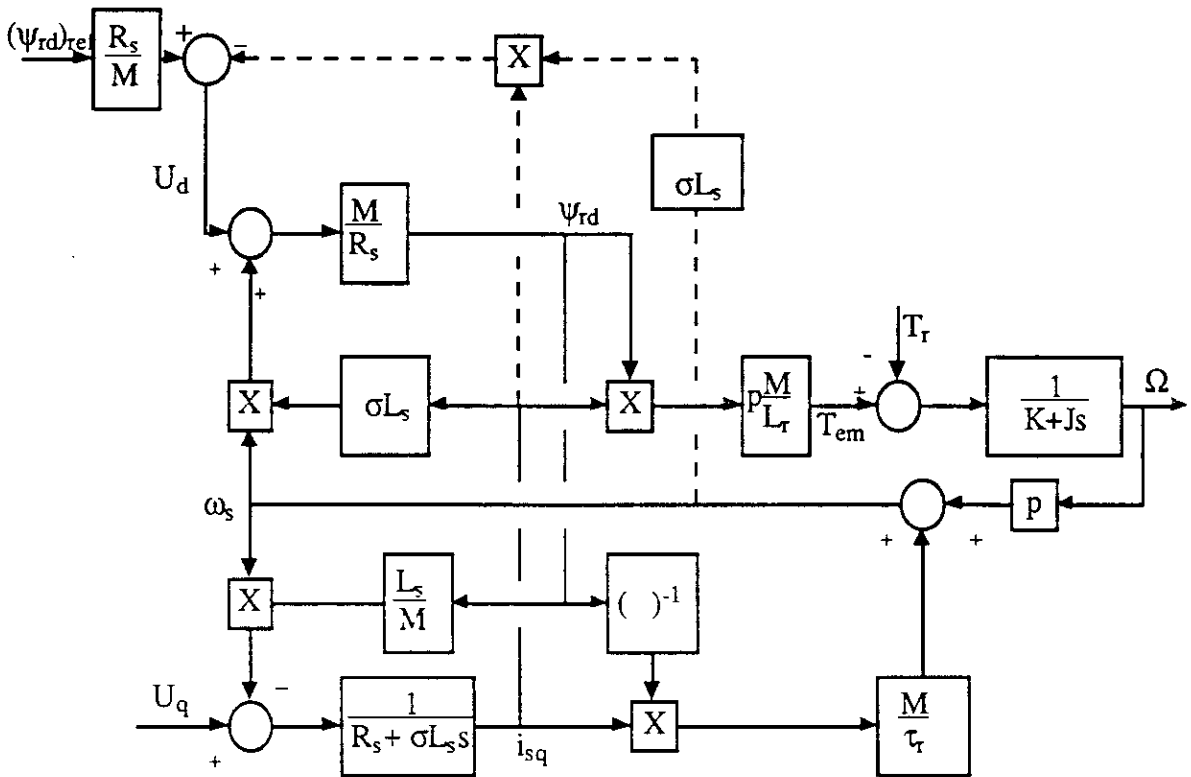 (ψrd)ref
Rs
M
+
-
X
Ud
M
Rs
ψrd
σLs
+
+
Tr
-
X
σLs
X
p M
Lr
+
Tem
1
K+Js
Ω
ωs
+
+
p
X
Ls
M
( )-1
Uq
-
+
1
Rs + σLss
isq
X
M
τr